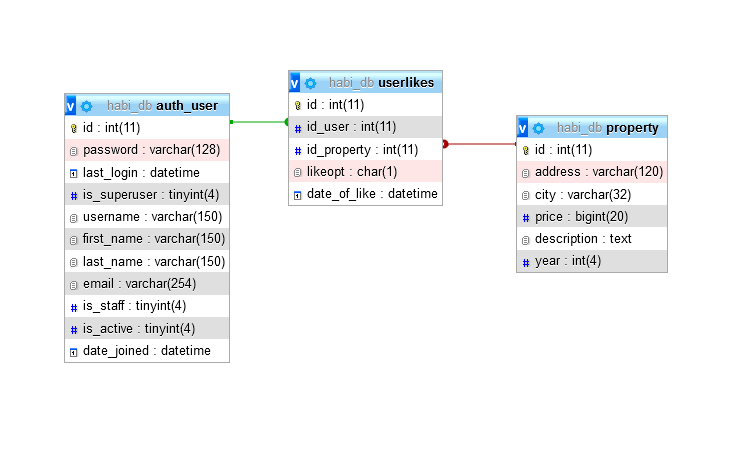 v habi_db auth_user
id : int(11)
password : varchar(128)
last_login : datetime
is_superuser : tinyint(4)
username : varchar(150)
first_name : varchar(150)
last_name : varchar(150)
email : varchar(254)
is_staff : tinyint(4)
is_active : tinyint(4)
date_joined : datetime
v habi_db userlikes
id : int(11)
id_user : int(11)
id_property : int(11)
likeopt : char(1)
date_of_like : datetime
v habi_db property
id : int(11)
address : varchar(120)
city : varchar(32)
price : bigint(20)
description : text
year : int(4)